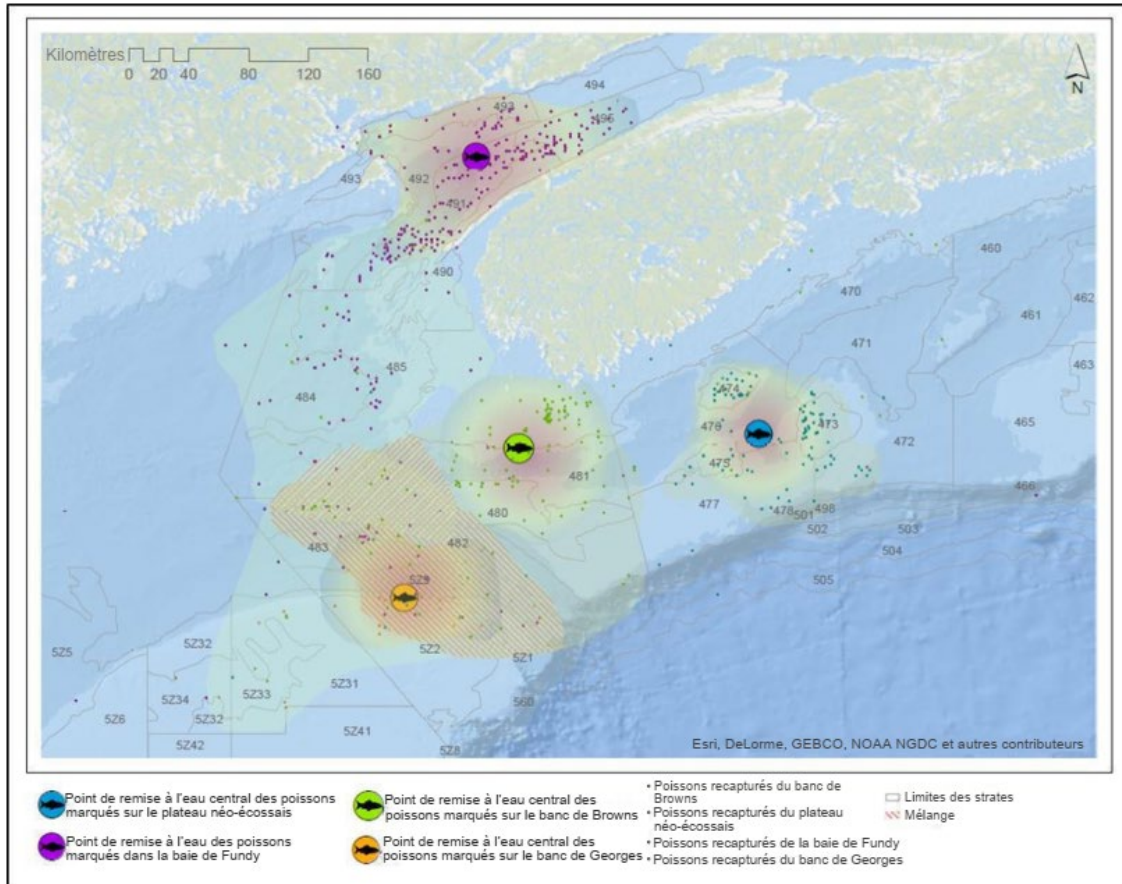 Kilomètres
0 20 40 80 120 160
N
494
493
495
492
493
491
490
460
470
462
461
471
463
485
484
474
476
473
472
465
475
481
466
477
480
478
498
501
502
503
482
483
504
5Z9
505
5Z2
5Z1
5Z32
5Z5
5Z34
5Z33
5Z31
560
5Z6
5Z32
5Z41
5Z42
5Z8
Esri, DeLorme, GEBCO, NOAA NGDC et autres contributeurs
Point de remise à l'eau central des poissons
marqués sur le plateau néo-écossais
Point de remise à l'eau des poissons
marqués dans la baie de Fundy
Point de remise à l'eau central des
poissons marqués sur le banc de Browns
Point de remise à l'eau central des
poissons marqués sur le banc de Georges
• Poissons recapturés du banc de
Browns
• Poissons recapturés du plateau
néo-écossais
• Poissons recapturés de la baie de Fundy
• Poissons recapturés du banc de Georges
Limites des strates
Mélange